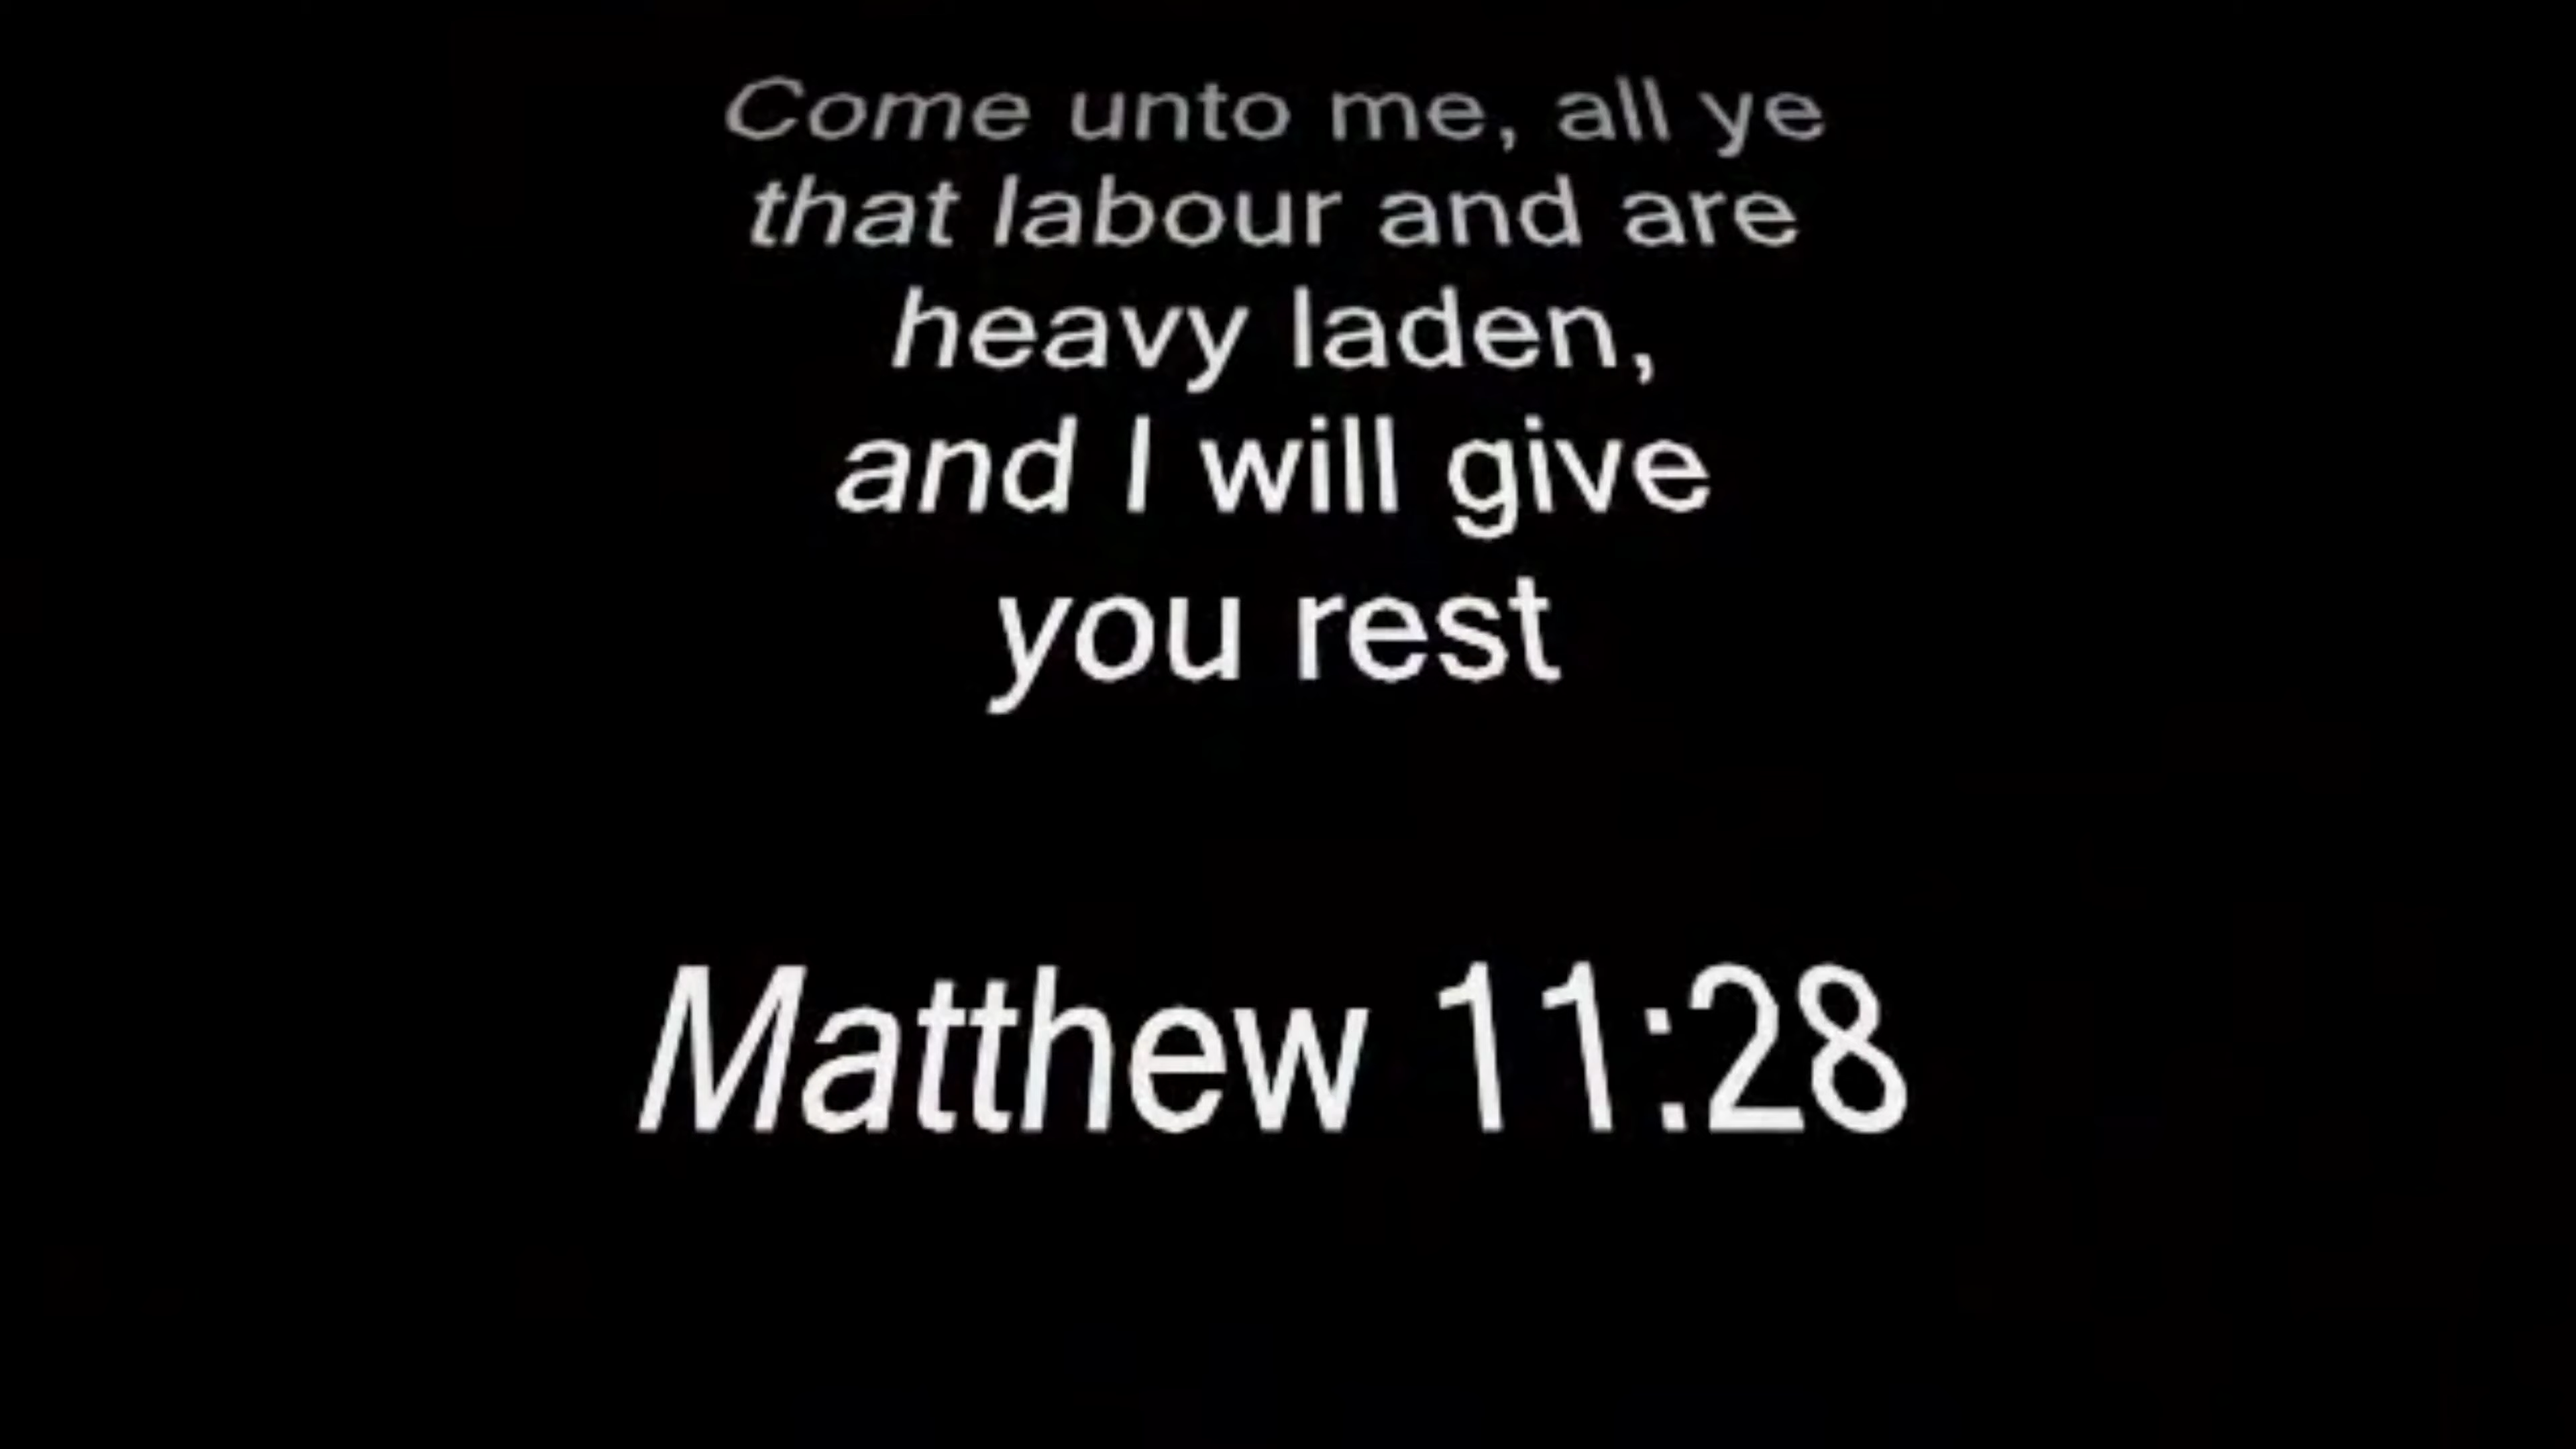 Come unto me, all ye
that labour and are
heavy laden,
and I will give
you rest
Matthew 11:28